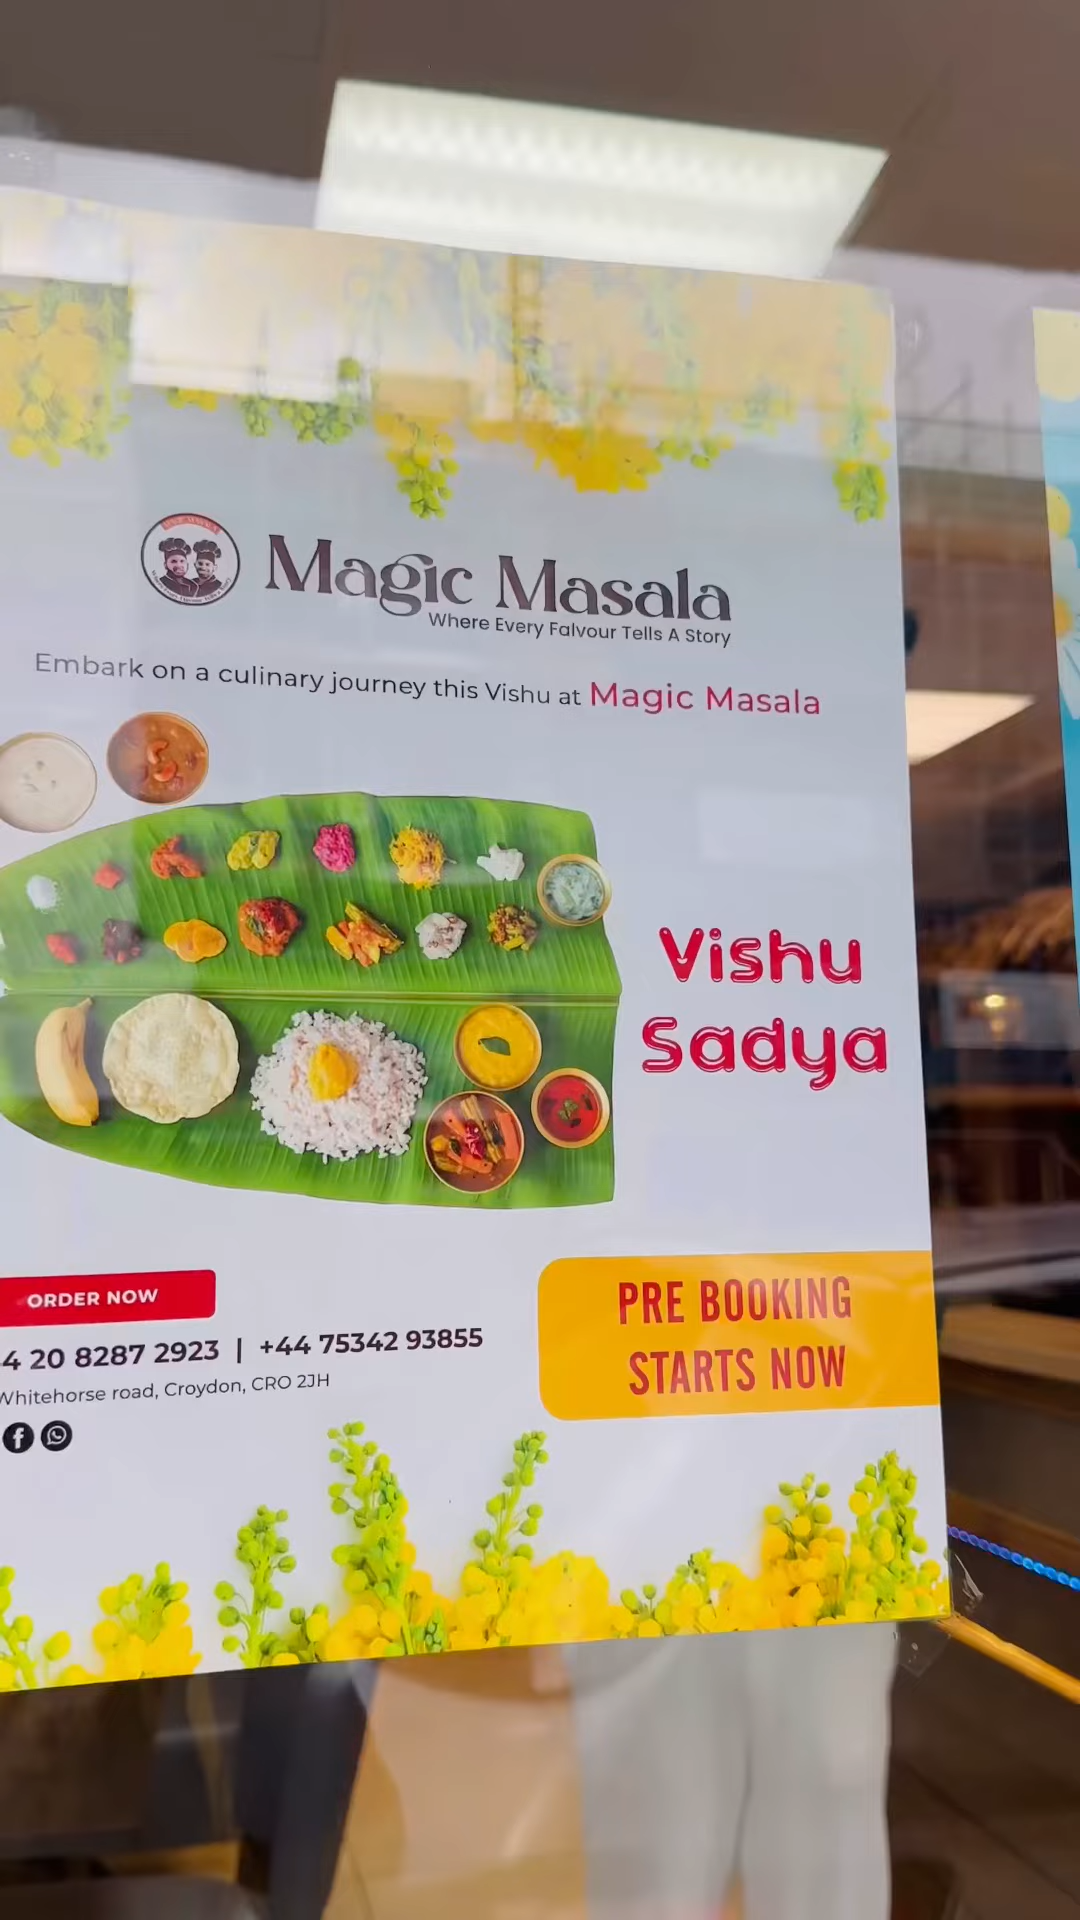 Magic Masala
Where Every Falvour Tells A Story
Embark on a culinary journey this Vishu at Magic Masala
Vishu
Sadya
ORDER NOW
4 20 8287 2923 | +44 75342 93855
Whitehorse road, Croydon, CRO 2JH
PRE BOOKING
STARTS NOW